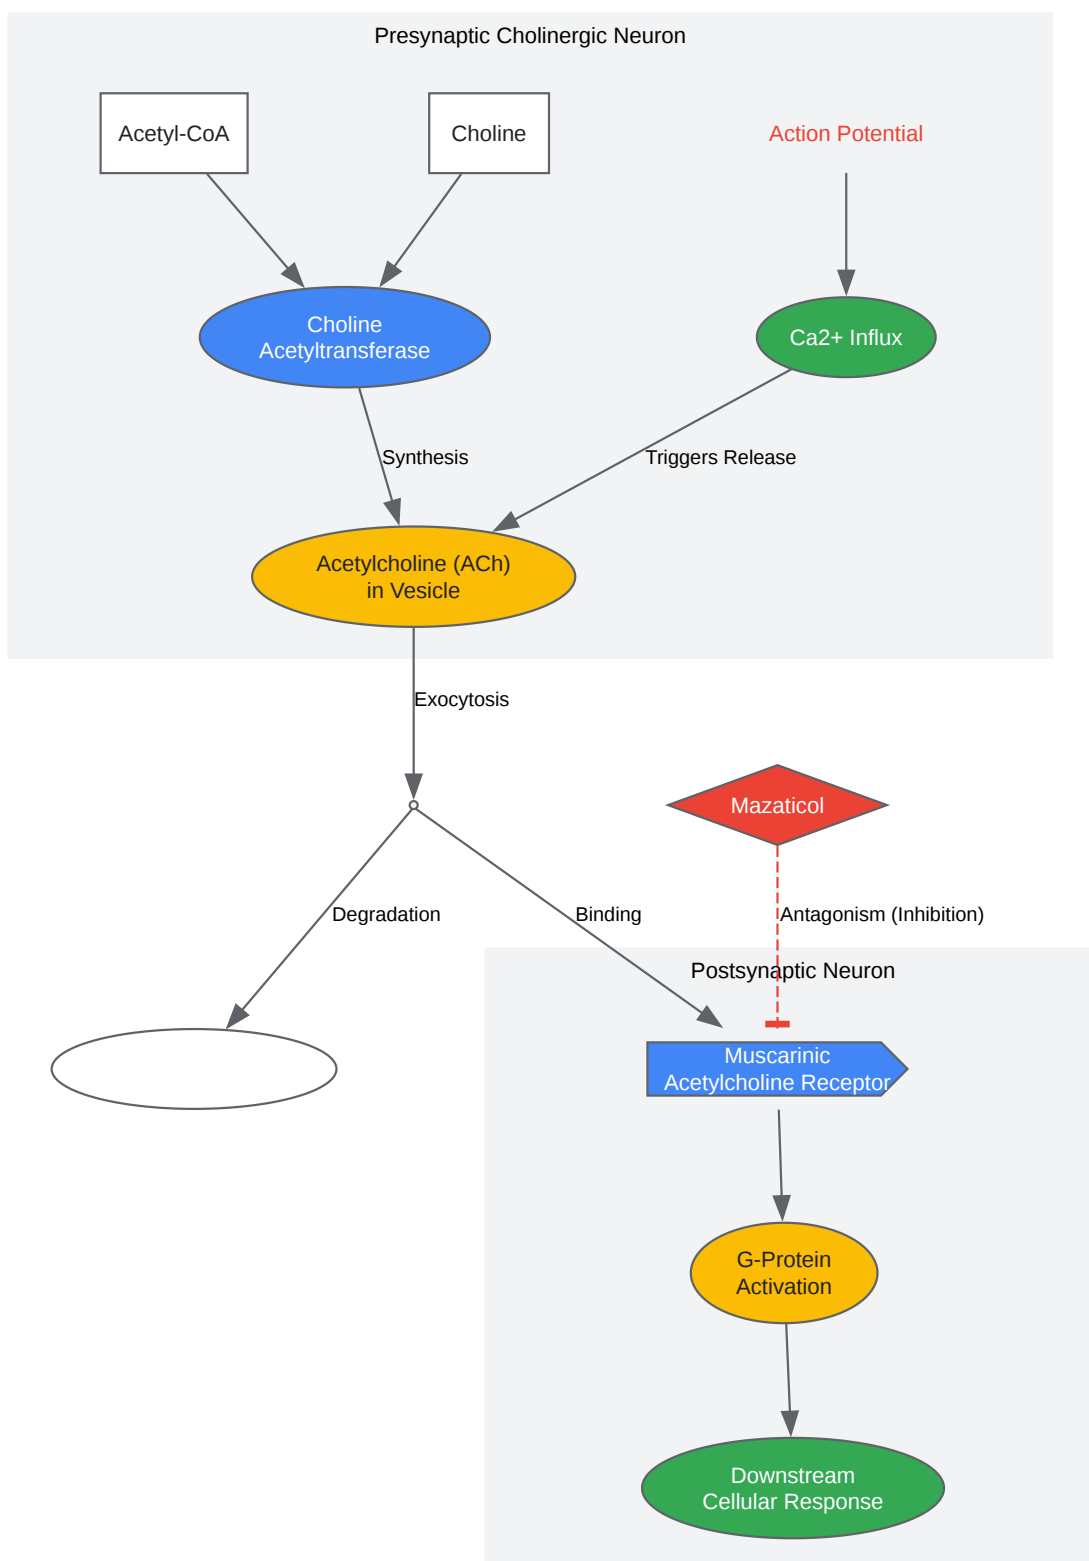 Presynaptic Cholinergic Neuron
Acetyl-CoA
Choline
Action Potential
Choline
Acetyltransferase
Ca2+ Influx
Synthesis
Triggers Release
Acetylcholine (ACh)
in Vesicle
Exocytosis
Mazaticol
Degradation
Binding
Antagonism (Inhibition)
Postsynaptic Neuron
Muscarinic
Acetylcholine Receptor
G-Protein
Activation
Downstream
Cellular Response